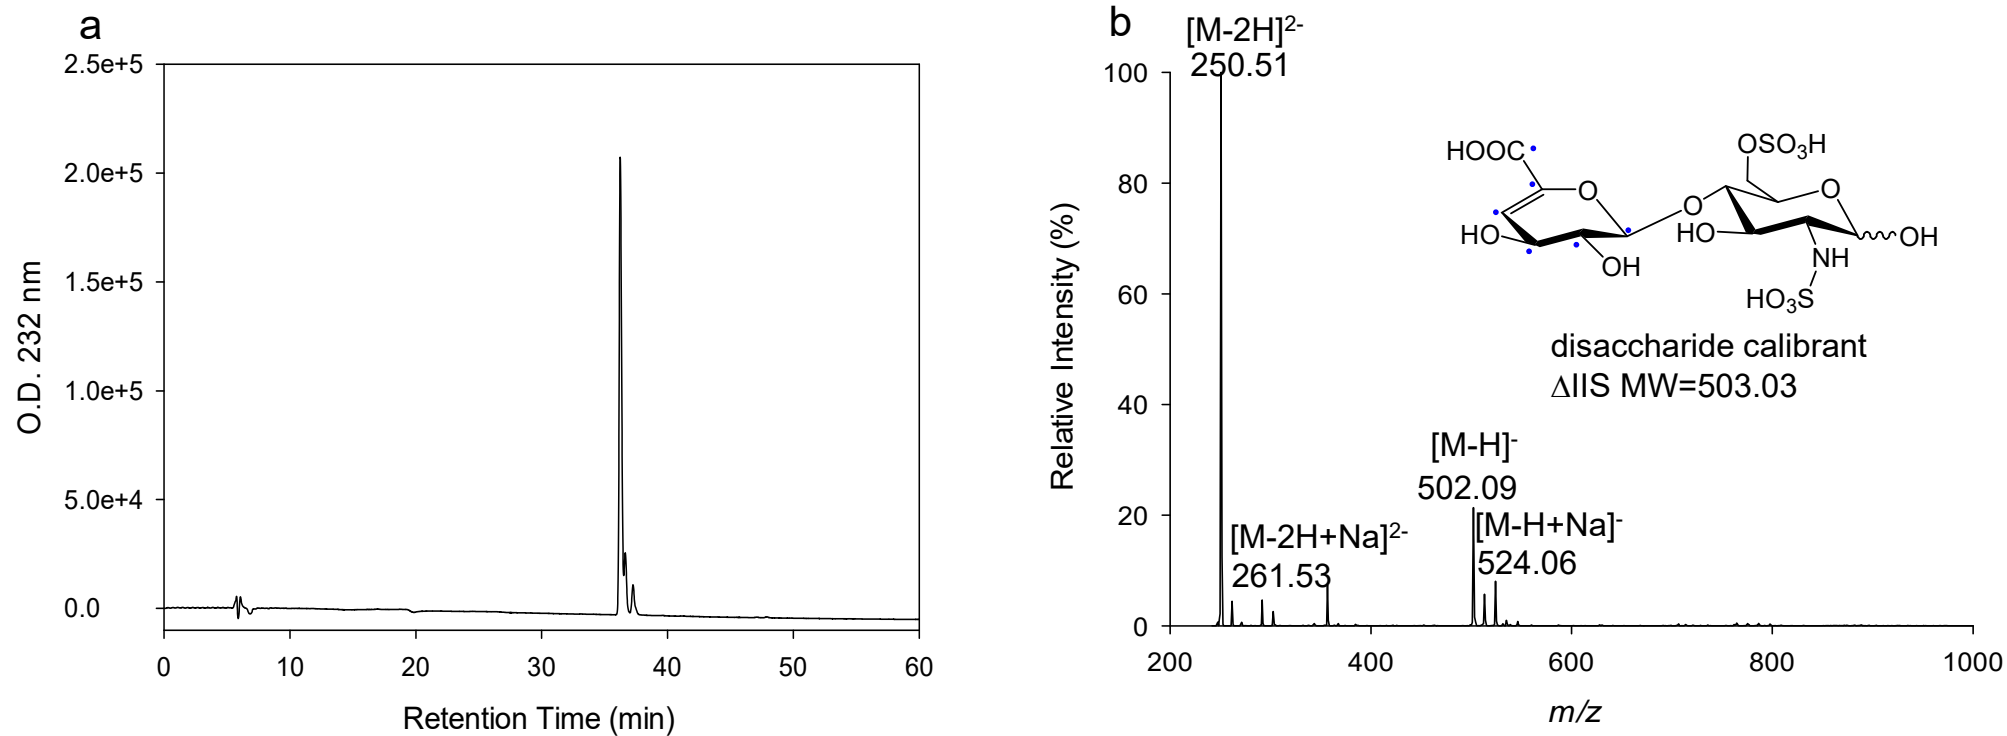 a
2.5e+5
2.0e+5
1.5e+5
1.0e+5
5.0e+4
0.0
O.D. 232 nm
0 10 20 30 40 50 60
Retention Time (min)
b
[M-2H]2-
250.51
100
80
60
40
20
0
Relative Intensity (%)
HOOC
O
HO
OH
O
OSO3H
O
HO
OH
NH
HO3S
disaccharide calibrant
ΔIIS MW=503.03
[M-H]-
502.09
[M-H+Na]-
524.06
[M-2H+Na]2-
261.53
200 400 600 800 1000
m/z